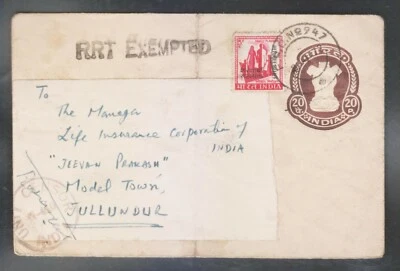 RRT EXEMPTED
To
The Manager
Life Insurance Corporation of
INDIA
"JEEVAN PRAKASH"
Model Town,
JULLUNDUR
भारत INDIA
20
20
INDIA